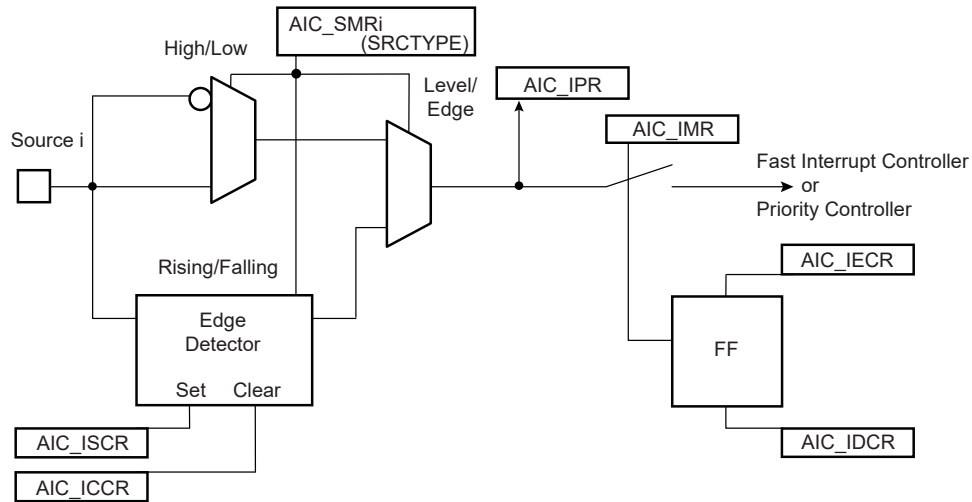 AIC_SMRi
(SRCTYPE)
High/Low
Level/
Edge
AIC_IPR
AIC_IMR
Source i
Fast Interrupt Controller
or
Priority Controller
Rising/Falling
AIC_IECR
Edge
Detector
FF
Set Clear
AIC_ISCR
AIC_IDCR
AIC_ICCR